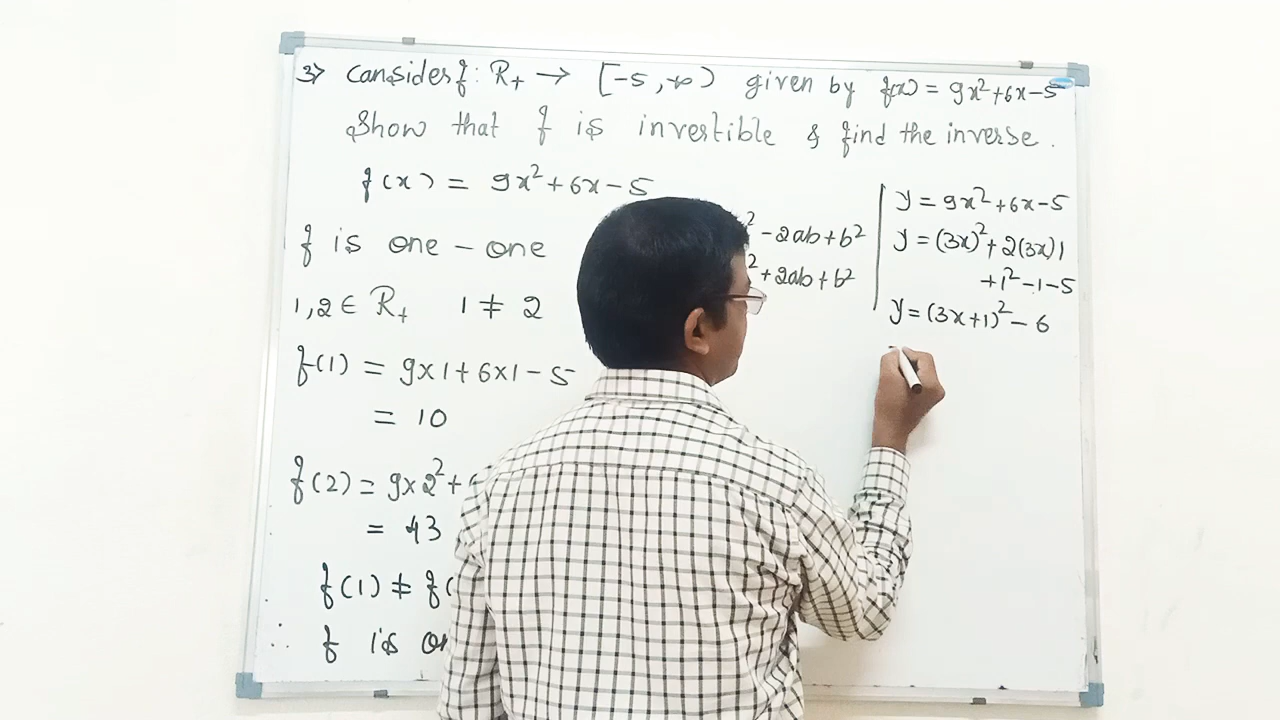 3) Consider f: R₊ → [-5, ∞) given by f(x) = 9x² + 6x - 5
Show that f is invertible & find the inverse.
f(x) = 9x² + 6x - 5
f is one - one
1, 2 ∈ R₊ 1 ≠ 2
f(1) = 9x1 + 6x1 - 5
= 10
f(2) = 9x2² +
= 43
f(1) ≠ f(
∴ f is
² - 2ab + b²
² + 2ab + b²
y = 9x² + 6x - 5
y = (3x)² + 2(3x)1
+ 1² - 1 - 5
y = (3x + 1)² - 6